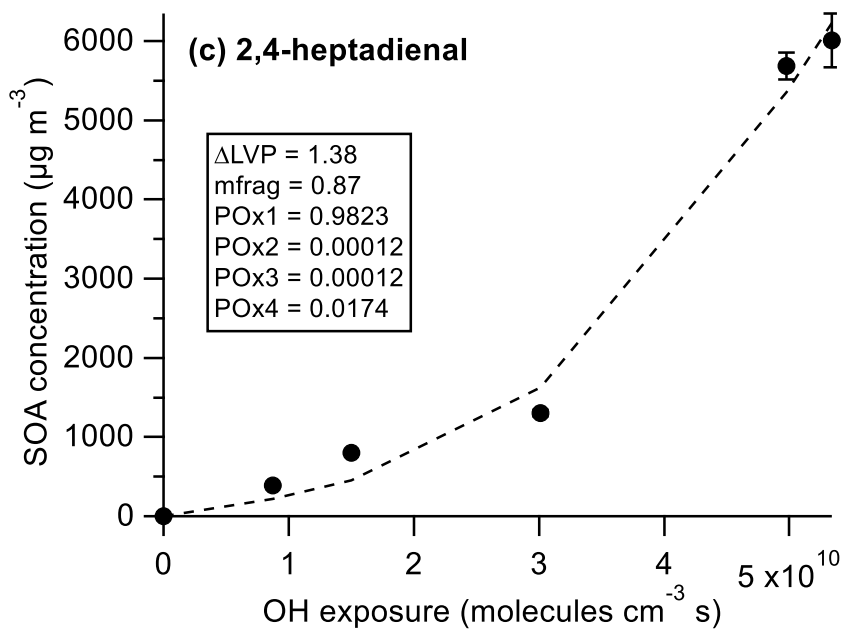 (c) 2,4-heptadienal
SOA concentration (µg m⁻³)
6000
5000
4000
3000
2000
1000
0
ΔLVP = 1.38
mfrag = 0.87
POx1 = 0.9823
POx2 = 0.00012
POx3 = 0.00012
POx4 = 0.0174
0 1 2 3 4 5 x10¹⁰
OH exposure (molecules cm⁻³ s)